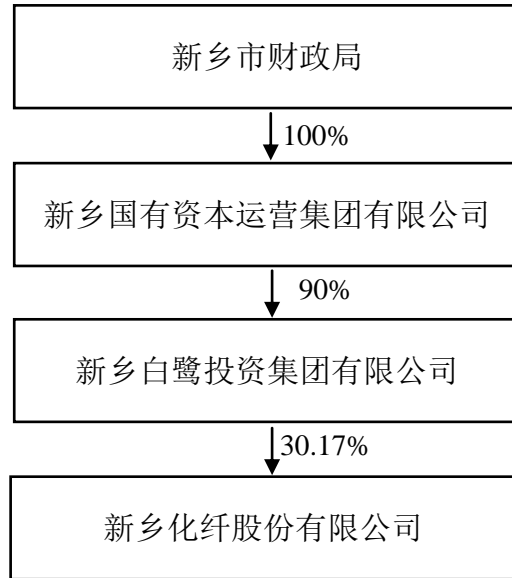 新乡市财政局
100%
新乡国有资本运营集团有限公司
90%
新乡白鹭投资集团有限公司
30.17%
新乡化纤股份有限公司